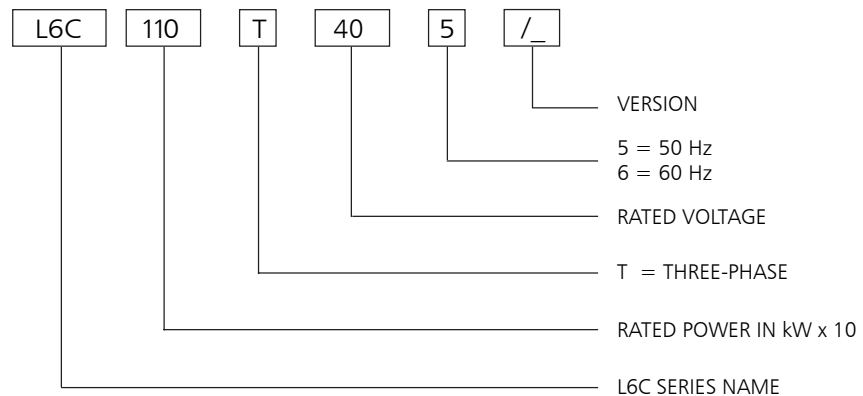 L6C 110 T 40 5 /_
VERSION
5 = 50 Hz
6 = 60 Hz
RATED VOLTAGE
T = THREE-PHASE
RATED POWER IN kW x 10
L6C SERIES NAME